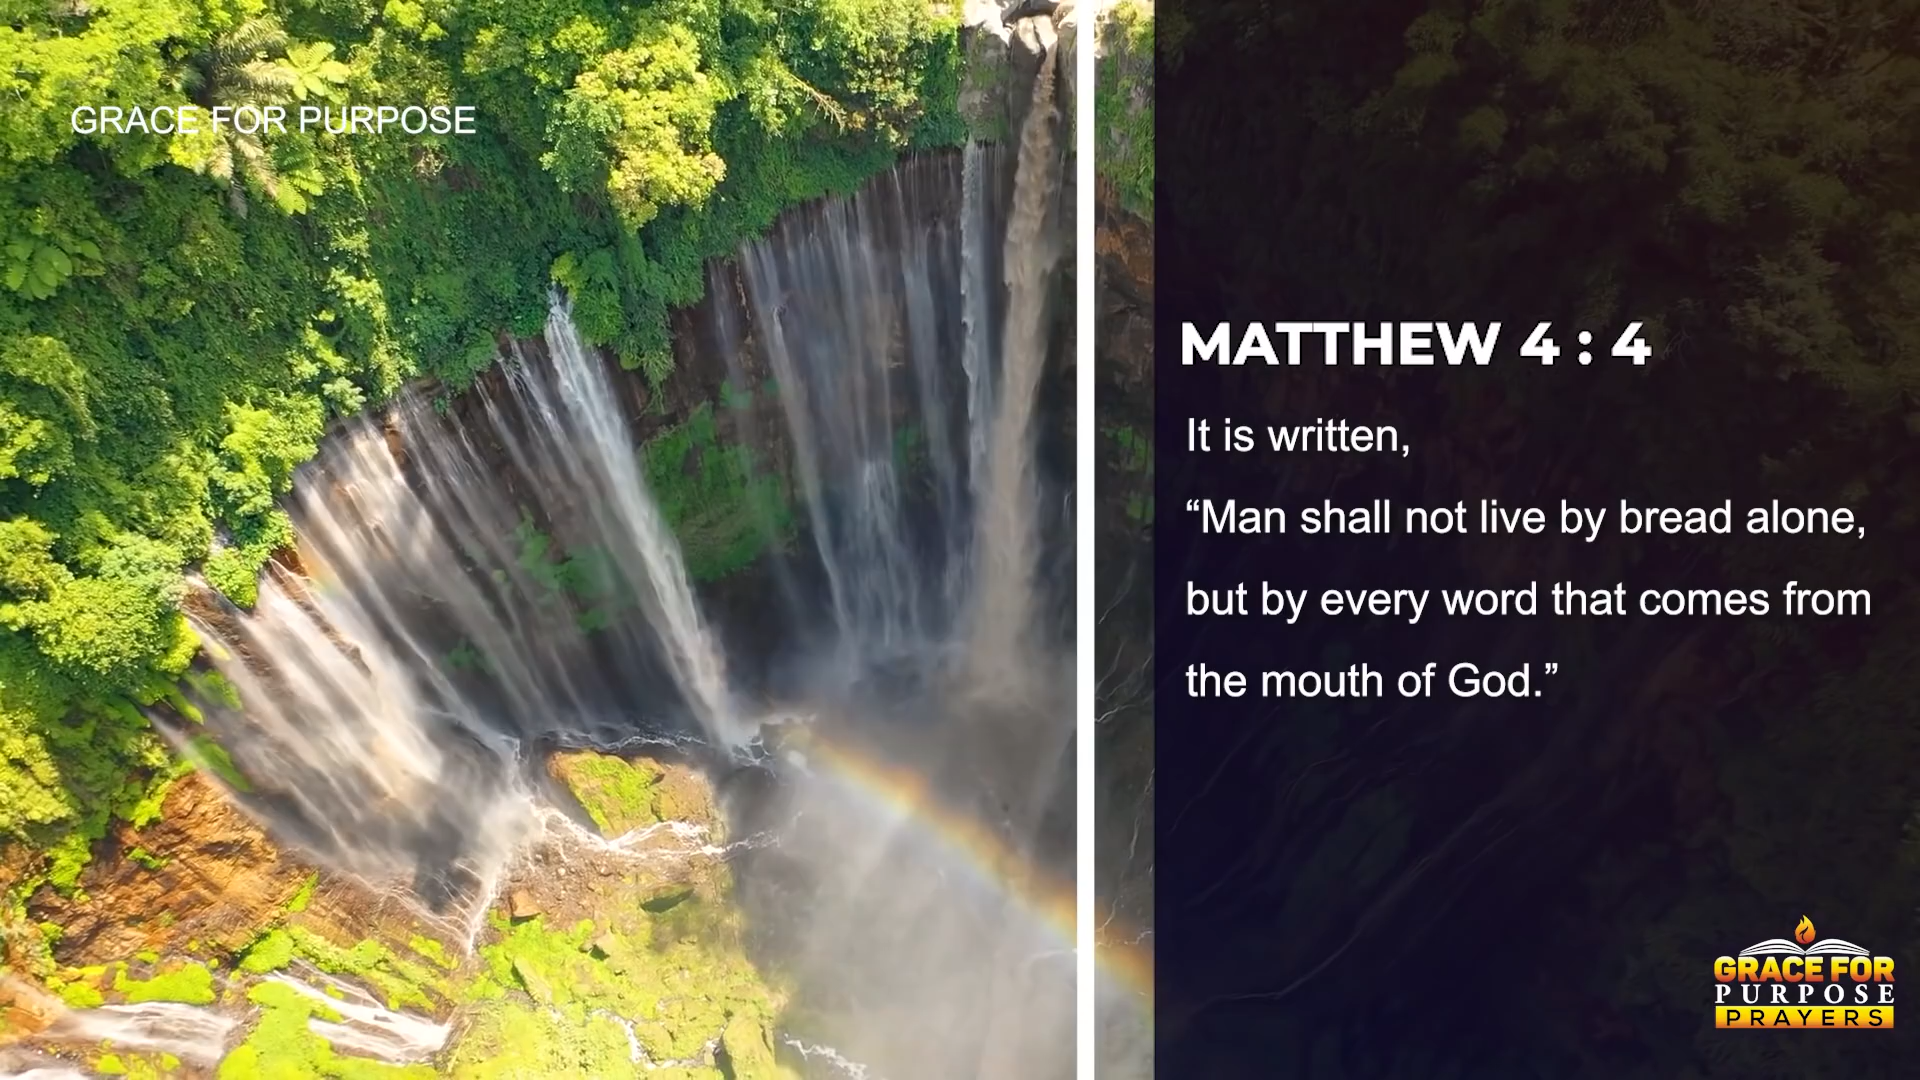 GRACE FOR PURPOSE
MATTHEW 4 : 4
It is written,
“Man shall not live by bread alone,
but by every word that comes from
the mouth of God.”
GRACE FOR
PURPOSE
PRAYERS